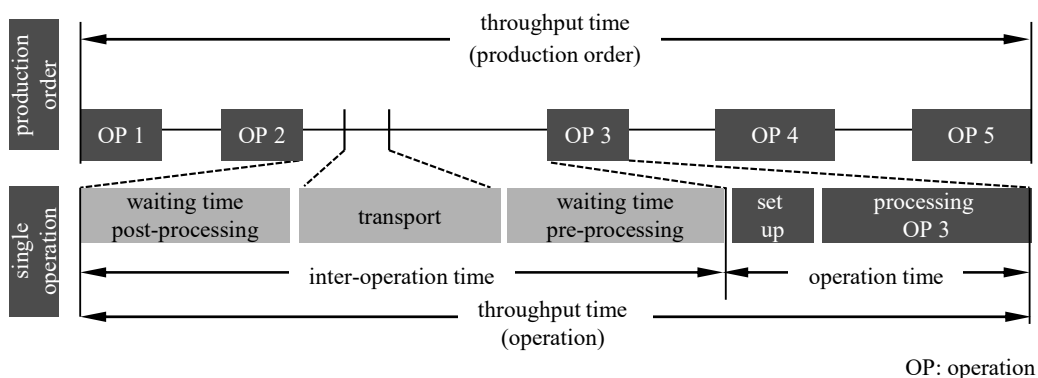 throughput time
(production order)
production
order
OP 1
OP 2
OP 3
OP 4
OP 5
single
operation
waiting time
post-processing
transport
waiting time
pre-processing
set
up
processing
OP 3
inter-operation time
operation time
throughput time
(operation)
OP: operation